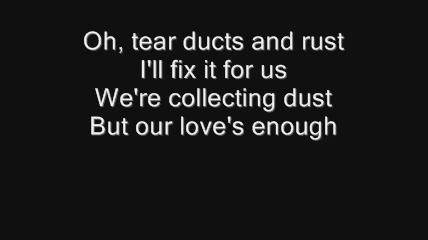 Oh, tear ducts and rust
I'll fix it for us
We're collecting dust
But our love's enough